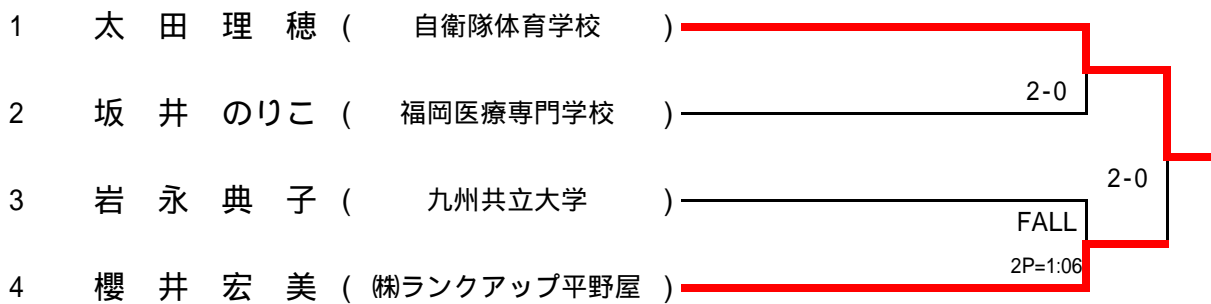 1 太田理穂 ( 自衛隊体育学校 )
2-0
2 坂井のりこ ( 福岡医療専門学校 )
2-0
3 岩永典子 ( 九州共立大学 )
FALL
2P=1:06
4 櫻井宏美 ( ㈱ランクアップ平野屋 )